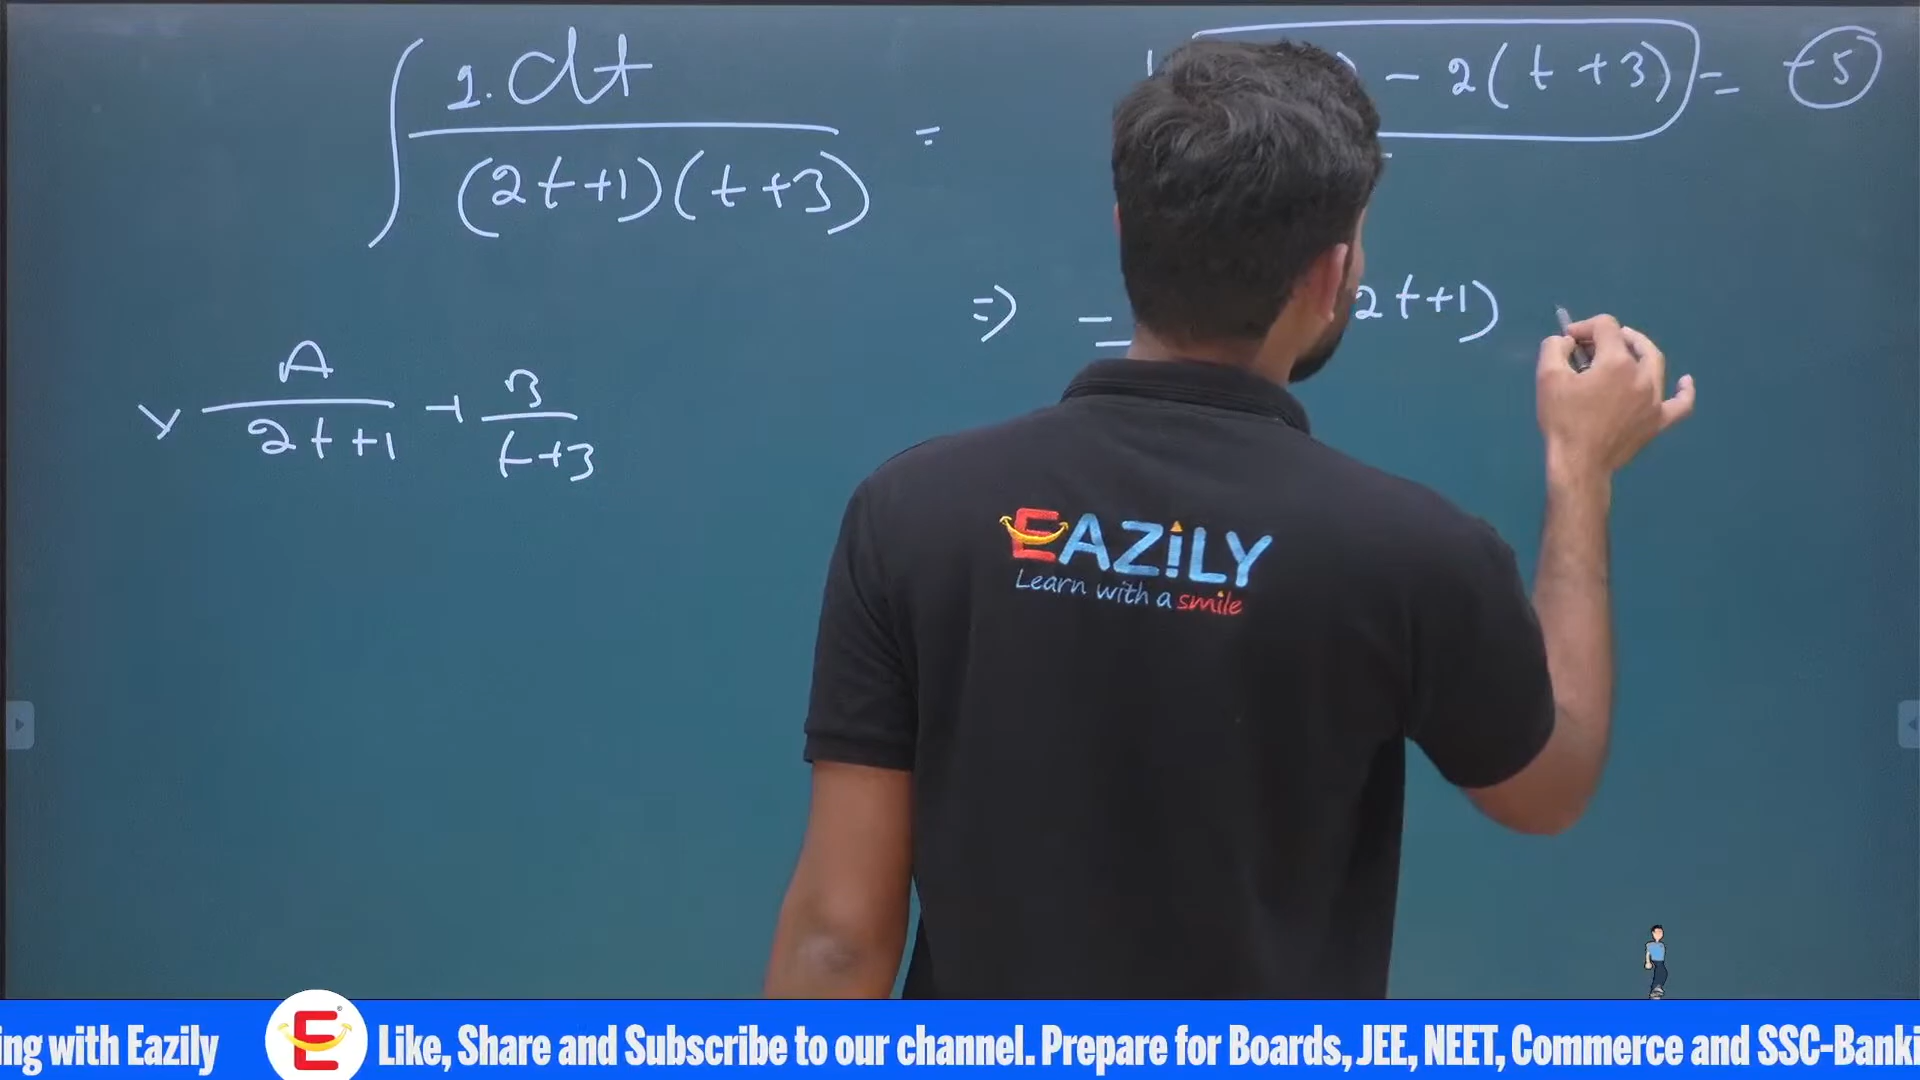 ∫ 1.dt / (2t+1)(t+3) =
) - 2(t+3) = -5
=> 2t+1)
A / 2t+1 + B / t+3
EAZiLY
Learn with a smile
ing with Eazily
E
Like, Share and Subscribe to our channel. Prepare for Boards, JEE, NEET, Commerce and SSC-Banki